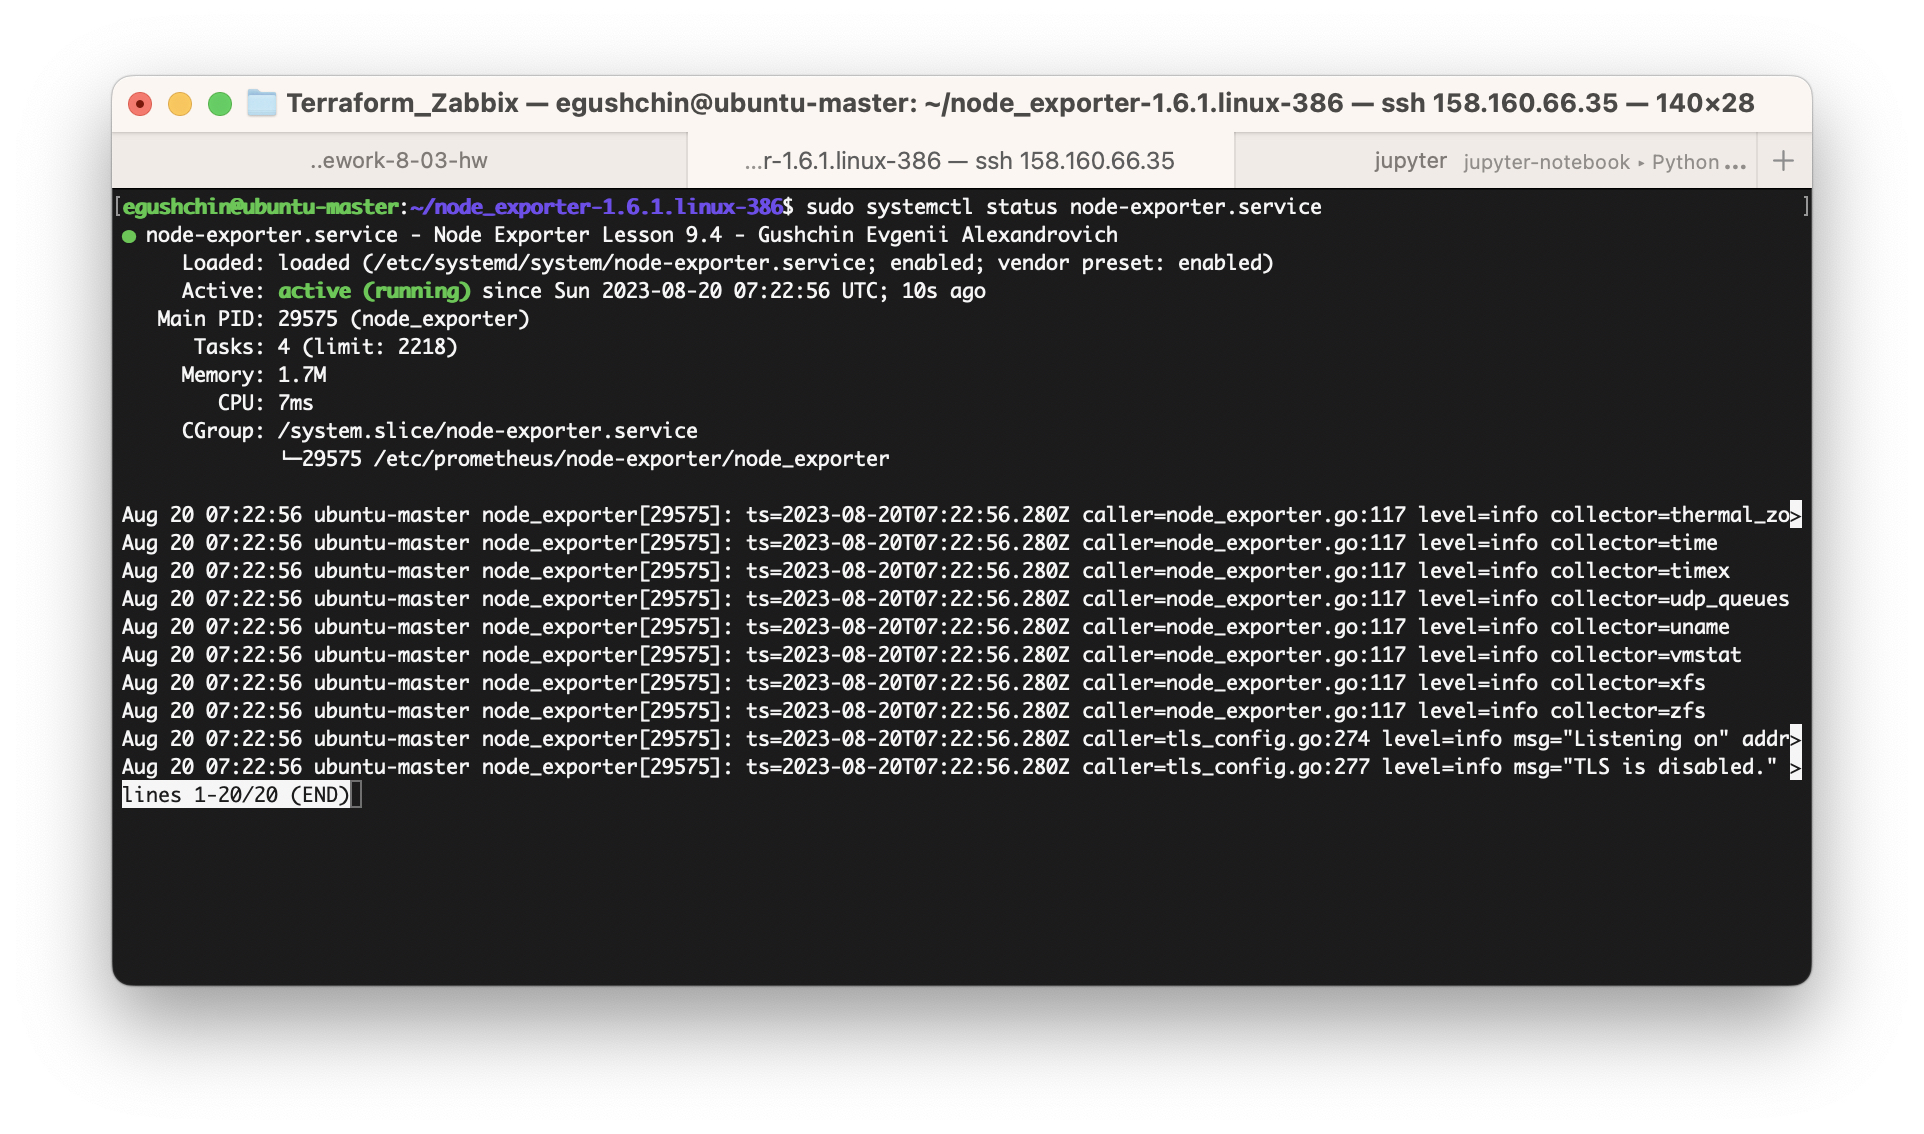 Terraform_Zabbix — egushchin@ubuntu-master: ~/node_exporter-1.6.1.linux-386 — ssh 158.160.66.35 — 140×28
..ework-8-03-hw
...r-1.6.1.linux-386 — ssh 158.160.66.35
jupyter jupyter-notebook ▸ Python ...
+
[egushchin@ubuntu-master:~/node_exporter-1.6.1.linux-386$ sudo systemctl status node-exporter.service ]
● node-exporter.service - Node Exporter Lesson 9.4 - Gushchin Evgenii Alexandrovich
Loaded: loaded (/etc/systemd/system/node-exporter.service; enabled; vendor preset: enabled)
Active: active (running) since Sun 2023-08-20 07:22:56 UTC; 10s ago
Main PID: 29575 (node_exporter)
Tasks: 4 (limit: 2218)
Memory: 1.7M
CPU: 7ms
CGroup: /system.slice/node-exporter.service
└─29575 /etc/prometheus/node-exporter/node_exporter
Aug 20 07:22:56 ubuntu-master node_exporter[29575]: ts=2023-08-20T07:22:56.280Z caller=node_exporter.go:117 level=info collector=thermal_zo>
Aug 20 07:22:56 ubuntu-master node_exporter[29575]: ts=2023-08-20T07:22:56.280Z caller=node_exporter.go:117 level=info collector=time
Aug 20 07:22:56 ubuntu-master node_exporter[29575]: ts=2023-08-20T07:22:56.280Z caller=node_exporter.go:117 level=info collector=timex
Aug 20 07:22:56 ubuntu-master node_exporter[29575]: ts=2023-08-20T07:22:56.280Z caller=node_exporter.go:117 level=info collector=udp_queues
Aug 20 07:22:56 ubuntu-master node_exporter[29575]: ts=2023-08-20T07:22:56.280Z caller=node_exporter.go:117 level=info collector=uname
Aug 20 07:22:56 ubuntu-master node_exporter[29575]: ts=2023-08-20T07:22:56.280Z caller=node_exporter.go:117 level=info collector=vmstat
Aug 20 07:22:56 ubuntu-master node_exporter[29575]: ts=2023-08-20T07:22:56.280Z caller=node_exporter.go:117 level=info collector=xfs
Aug 20 07:22:56 ubuntu-master node_exporter[29575]: ts=2023-08-20T07:22:56.280Z caller=node_exporter.go:117 level=info collector=zfs
Aug 20 07:22:56 ubuntu-master node_exporter[29575]: ts=2023-08-20T07:22:56.280Z caller=tls_config.go:274 level=info msg="Listening on" addr>
Aug 20 07:22:56 ubuntu-master node_exporter[29575]: ts=2023-08-20T07:22:56.280Z caller=tls_config.go:277 level=info msg="TLS is disabled." >
lines 1-20/20 (END)